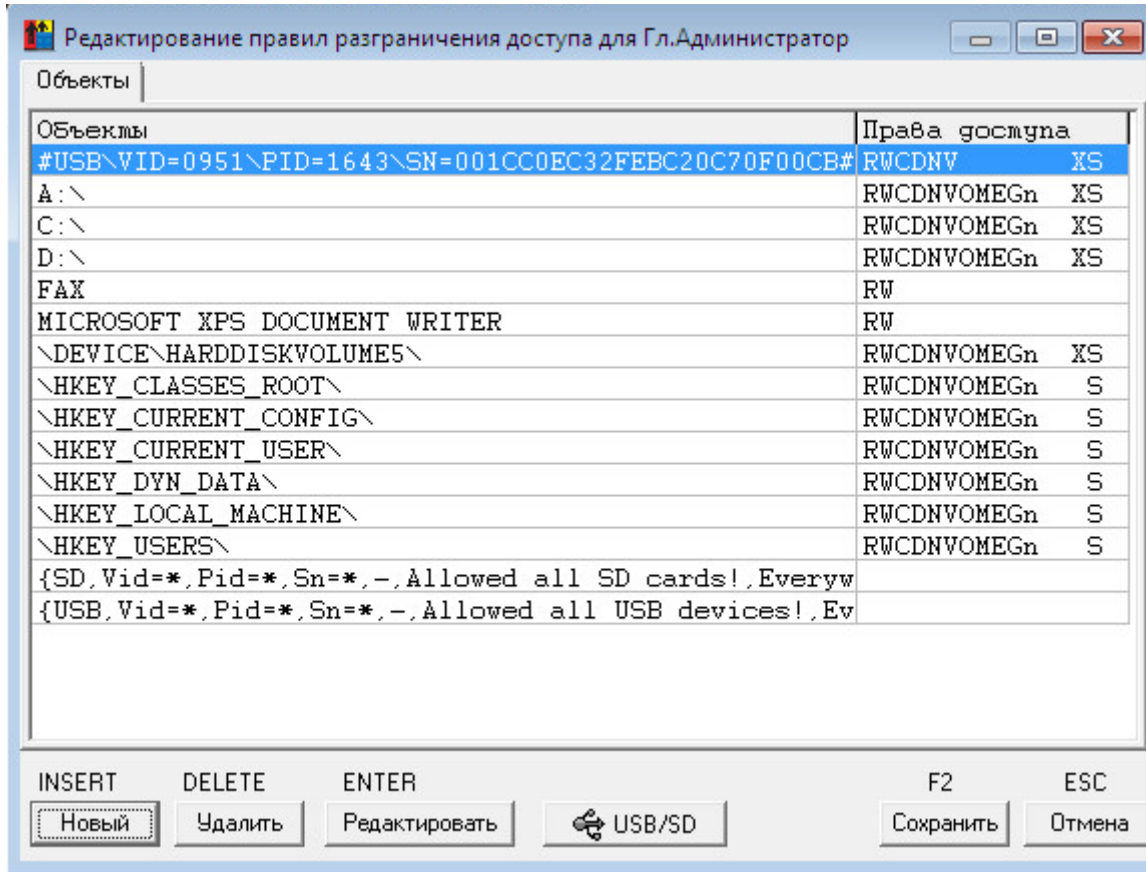 Редактирование правил разграничения доступа для Гл.Администратор
Объекты
Объекты Права доступа
#USB\VID=0951\PID=1643\SN=001CC0EC32FEBC20C70F00CB# RWCDNV XS
A:\ RWCDNVOMEGn XS
C:\ RWCDNVOMEGn XS
D:\ RWCDNVOMEGn XS
FAX RW
MICROSOFT XPS DOCUMENT WRITER RW
\DEVICE\HARDDISKVOLUME5\ RWCDNVOMEGn XS
\HKEY_CLASSES_ROOT\ RWCDNVOMEGn S
\HKEY_CURRENT_CONFIG\ RWCDNVOMEGn S
\HKEY_CURRENT_USER\ RWCDNVOMEGn S
\HKEY_DYN_DATA\ RWCDNVOMEGn S
\HKEY_LOCAL_MACHINE\ RWCDNVOMEGn S
\HKEY_USERS\ RWCDNVOMEGn S
{SD,Vid=*,Pid=*,Sn=*,-,Allowed all SD cards!,Everyw
{USB,Vid=*,Pid=*,Sn=*,-,Allowed all USB devices!,Ev
INSERT DELETE ENTER F2 ESC
Новый Удалить Редактировать USB/SD Сохранить Отмена